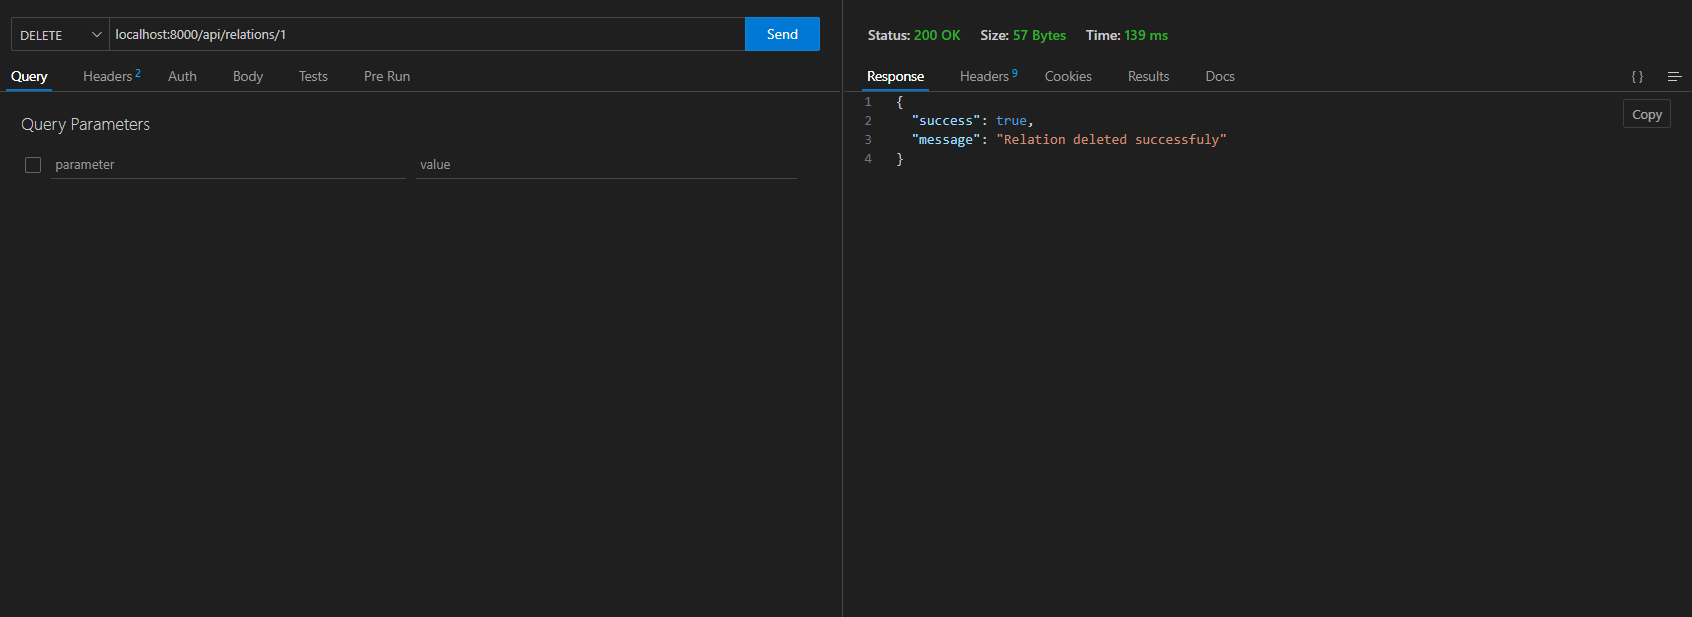 DELETE localhost:8000/api/relations/1 Send
Query Headers 2 Auth Body Tests Pre Run
Query Parameters
parameter value
Status: 200 OK Size: 57 Bytes Time: 139 ms
Response Headers 9 Cookies Results Docs { }
Copy
1 {
2 "success": true,
3 "message": "Relation deleted successfuly"
4 }